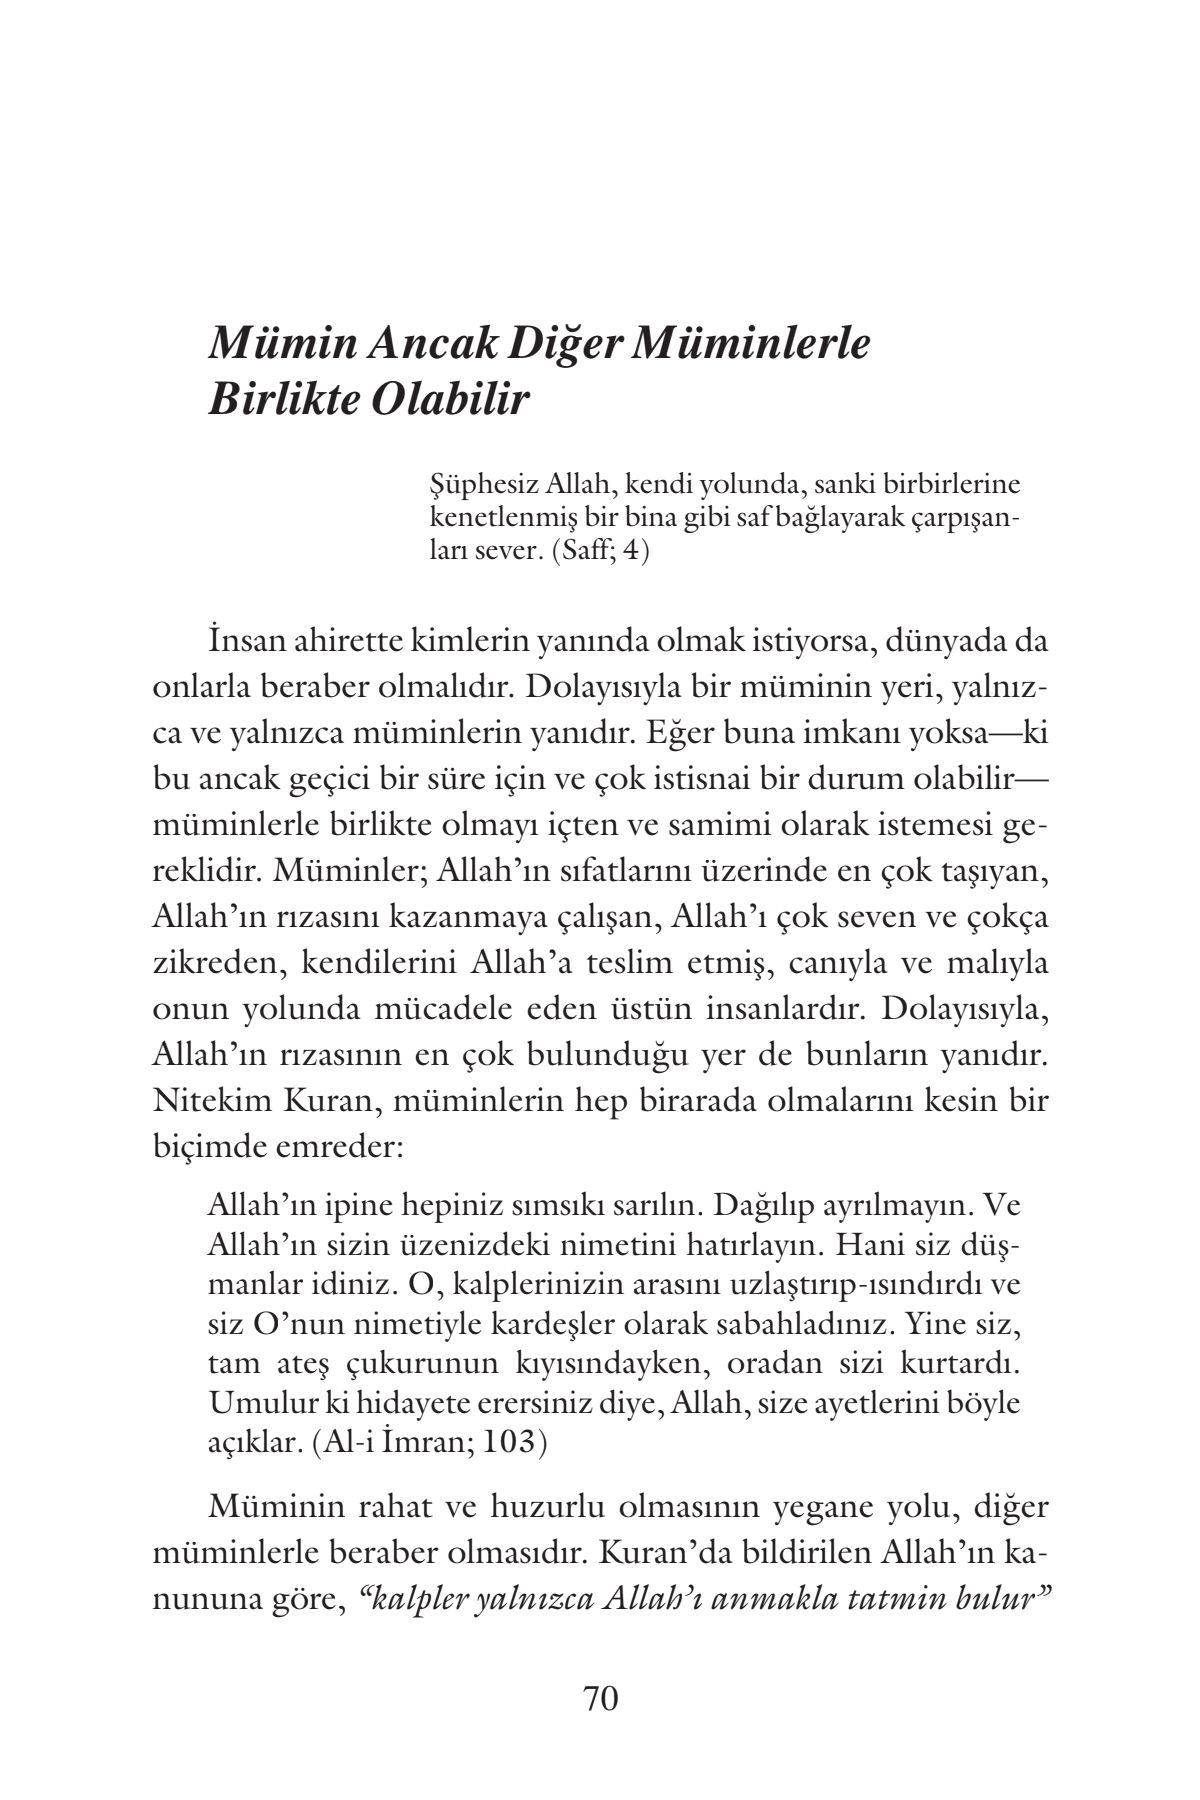 Mümin Ancak Diğer Müminlerle
Birlikte Olabilir
Şüphesiz Allah, kendi yolunda, sanki birbirlerine
kenetlenmiş bir bina gibi saf bağlayarak çarpışan-
ları sever. (Saff; 4)
İnsan ahirette kimlerin yanında olmak istiyorsa, dünyada da
onlarla beraber olmalıdır. Dolayısıyla bir müminin yeri, yalnız-
ca ve yalnızca müminlerin yanıdır. Eğer buna imkanı yoksa—ki
bu ancak geçici bir süre için ve çok istisnai bir durum olabilir—
müminlerle birlikte olmayı içten ve samimi olarak istemesi ge-
reklidir. Müminler; Allah’ın sıfatlarını üzerinde en çok taşıyan,
Allah’ın rızasını kazanmaya çalışan, Allah’ı çok seven ve çokça
zikreden, kendilerini Allah’a teslim etmiş, canıyla ve malıyla
onun yolunda mücadele eden üstün insanlardır. Dolayısıyla,
Allah’ın rızasının en çok bulunduğu yer de bunların yanıdır.
Nitekim Kuran, müminlerin hep birarada olmalarını kesin bir
biçimde emreder:
Allah’ın ipine hepiniz sımsıkı sarılın. Dağılıp ayrılmayın. Ve
Allah’ın sizin üzenizdeki nimetini hatırlayın. Hani siz düş-
manlar idiniz. O, kalplerinizin arasını uzlaştırıp-ısındırdı ve
siz O’nun nimetiyle kardeşler olarak sabahladınız. Yine siz,
tam ateş çukurunun kıyısındayken, oradan sizi kurtardı.
Umulur ki hidayete erersiniz diye, Allah, size ayetlerini böyle
açıklar. (Al-i İmran; 103)
Müminin rahat ve huzurlu olmasının yegane yolu, diğer
müminlerle beraber olmasıdır. Kuran’da bildirilen Allah’ın ka-
nununa göre, “kalpler yalnızca Allah’ı anmakla tatmin bulur”
70